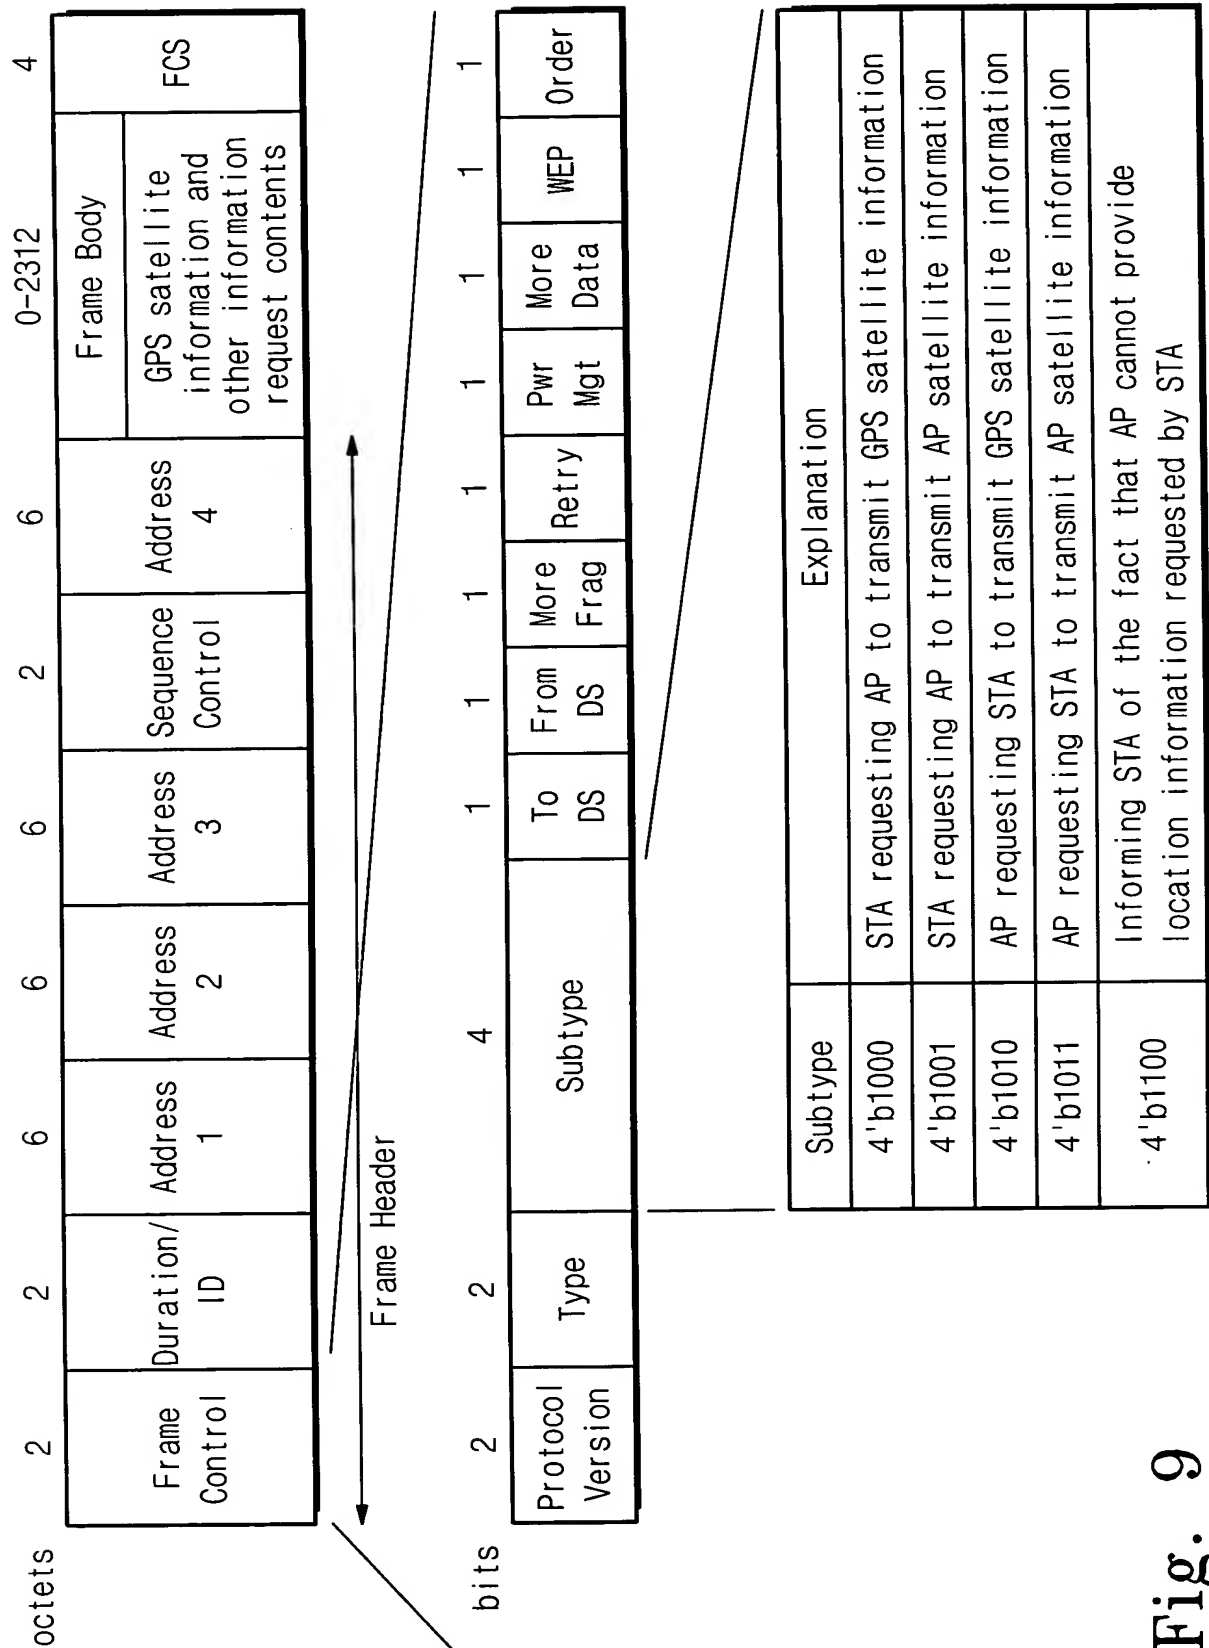 octets
2 2 6 6 6 2 6 0-2312 4
Frame Control
Duration/ID
Address 1
Address 2
Address 3
Sequence Control
Address 4
Frame Body
GPS satellite
information and
other information
request contents
FCS
Frame Header
bits
2 2 4 1 1 1 1 1 1 1 1
Protocol Version
Type
Subtype
To DS
From DS
More Frag
Retry
Pwr Mgt
More Data
WEP
Order
Subtype Explanation
4'b1000 STA requesting AP to transmit GPS satellite information
4'b1001 STA requesting AP to transmit AP satellite information
4'b1010 AP requesting STA to transmit GPS satellite information
4'b1011 AP requesting STA to transmit AP satellite information
4'b1100 Informing STA of the fact that AP cannot provide
location information requested by STA
Fig. 9